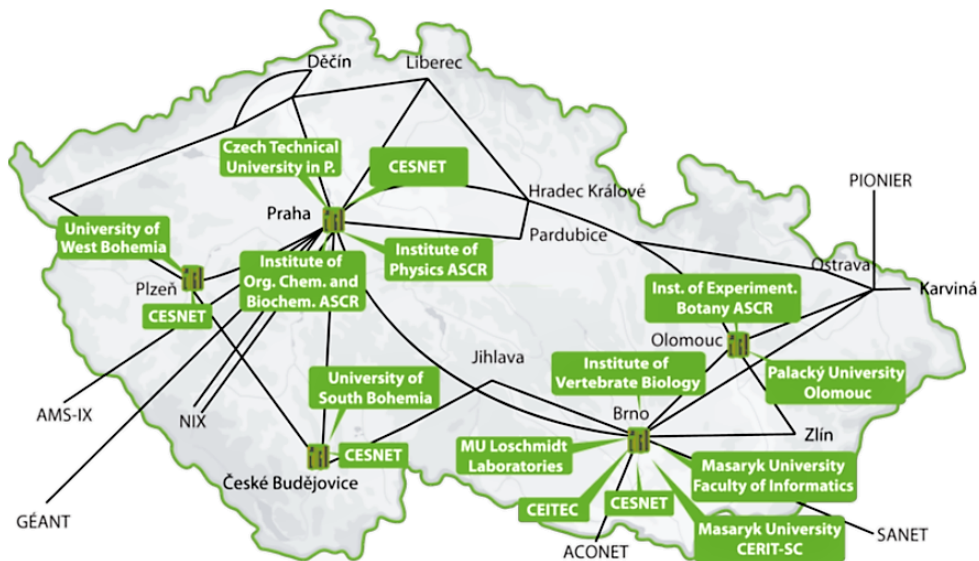 Děčín
Liberec
Czech Technical
University in P.
CESNET
Hradec Králové
PIONIER
Praha
University of
West Bohemia
Pardubice
Institute of
Physics ASCR
Institute of
Org. Chem. and
Biochem. ASCR
Ostrava
Karviná
Plzeň
CESNET
Inst. of Experiment.
Botany ASCR
Olomouc
Jihlava
Institute of
Vertebrate Biology
Palacký University
Olomouc
University of
South Bohemia
AMS-IX
NIX
Brno
Zlín
CESNET
MU Loschmidt
Laboratories
Masaryk University
Faculty of Informatics
České Budějovice
CEITEC
CESNET
GÉANT
Masaryk University
CERIT-SC
SANET
ACONET